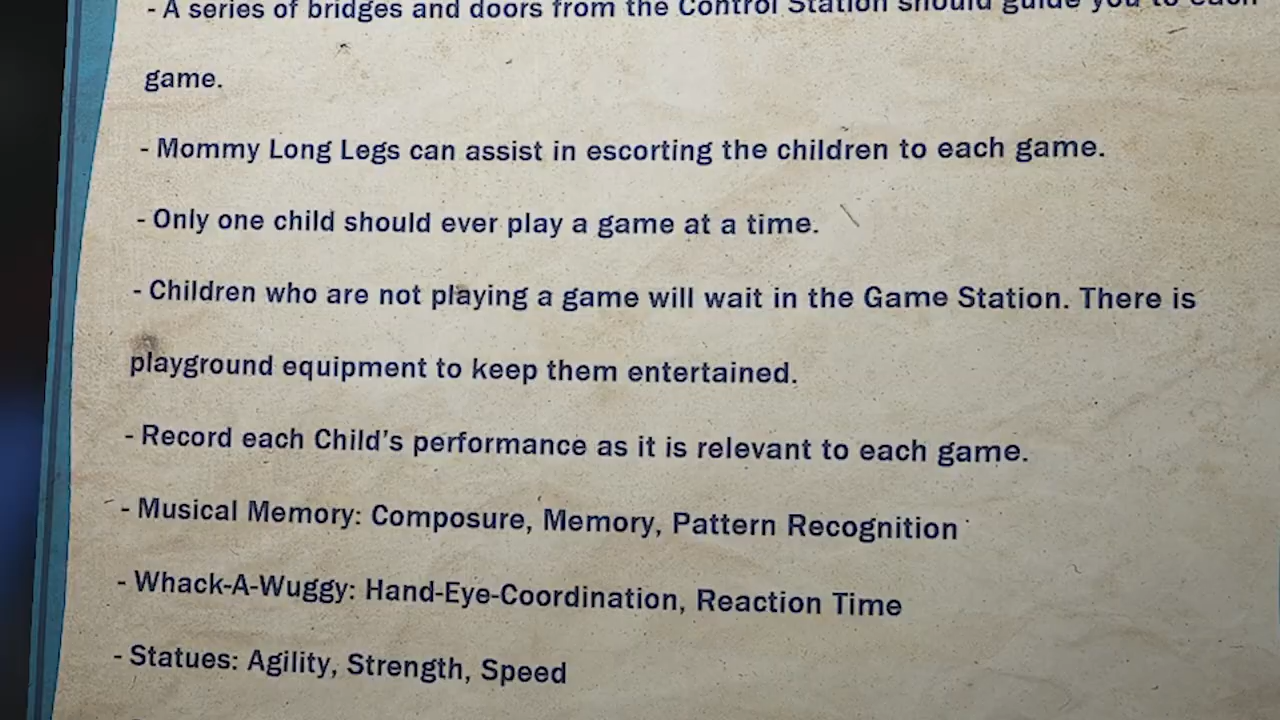 - A series of bridges and doors from the Control Station should guide you to each
game.
- Mommy Long Legs can assist in escorting the children to each game.
- Only one child should ever play a game at a time.
- Children who are not playing a game will wait in the Game Station. There is
playground equipment to keep them entertained.
- Record each Child's performance as it is relevant to each game.
- Musical Memory: Composure, Memory, Pattern Recognition
- Whack-A-Wuggy: Hand-Eye-Coordination, Reaction Time
- Statues: Agility, Strength, Speed